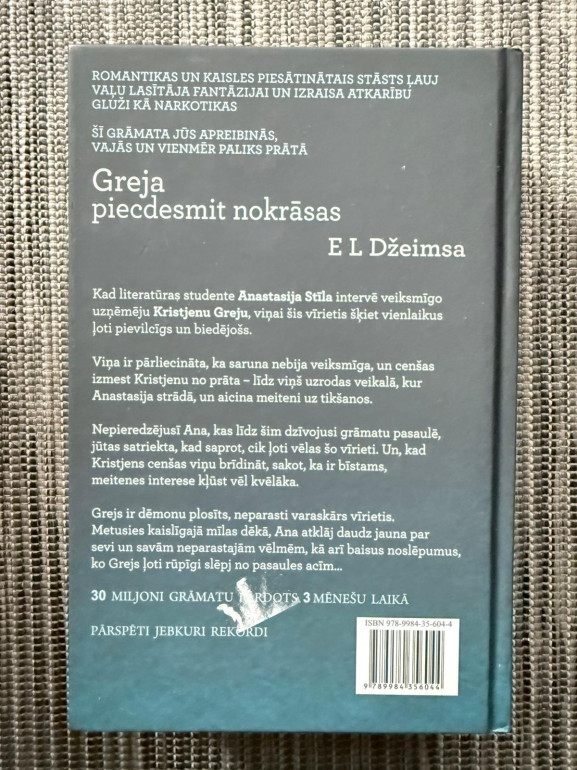 ROMANTIKAS UN KAISLES PIESĀTINĀTAIS STĀSTS ĻAUJ
VAĻU LASĪTĀJA FANTĀZIJAI UN IZRAISA ATKARĪBU
GLUŽI KĀ NARKOTIKAS
ŠĪ GRĀMATA JŪS APREIBINĀS,
VAJĀS UN VIENMĒR PALIKS PRĀTĀ
Greja
piecdesmit nokrāsas
E L Džeimsa
Kad literatūras studente Anastasija Stīla intervē veiksmīgo
uzņēmēju Kristjenu Greju, viņai šis vīrietis šķiet vienlaikus
ļoti pievilcīgs un biedējošs.
Viņa ir pārliecināta, ka saruna nebija veiksmīga, un cenšas
izmest Kristjenu no prāta – līdz viņš uzrodas veikalā, kur
Anastasija strādā, un aicina meiteni uz tikšanos.
Nepieredzējusī Ana, kas līdz šim dzīvojusi grāmatu pasaulē,
jūtas satriekta, kad saprot, cik ļoti vēlas šo vīrieti. Un, kad
Kristjens cenšas viņu brīdināt, sakot, ka ir bīstams,
meitenes interese kļūst vēl kvēlāka.
Grejs ir dēmonu plosīts, neparasti varaskārs vīrietis.
Metusies kaislīgajā mīlas dēkā, Ana atklāj daudz jauna par
sevi un savām neparastajām vēlmēm, kā arī baisus noslēpumus,
ko Grejs ļoti rūpīgi slēpj no pasaules acīm...
30 MILJONI GRĀMATU 3 MĒNEŠU LAIKĀ
PĀRSPĒTI JEBKURI REKORDI
ISBN 978-9984-35-604-4
9 789984 356044